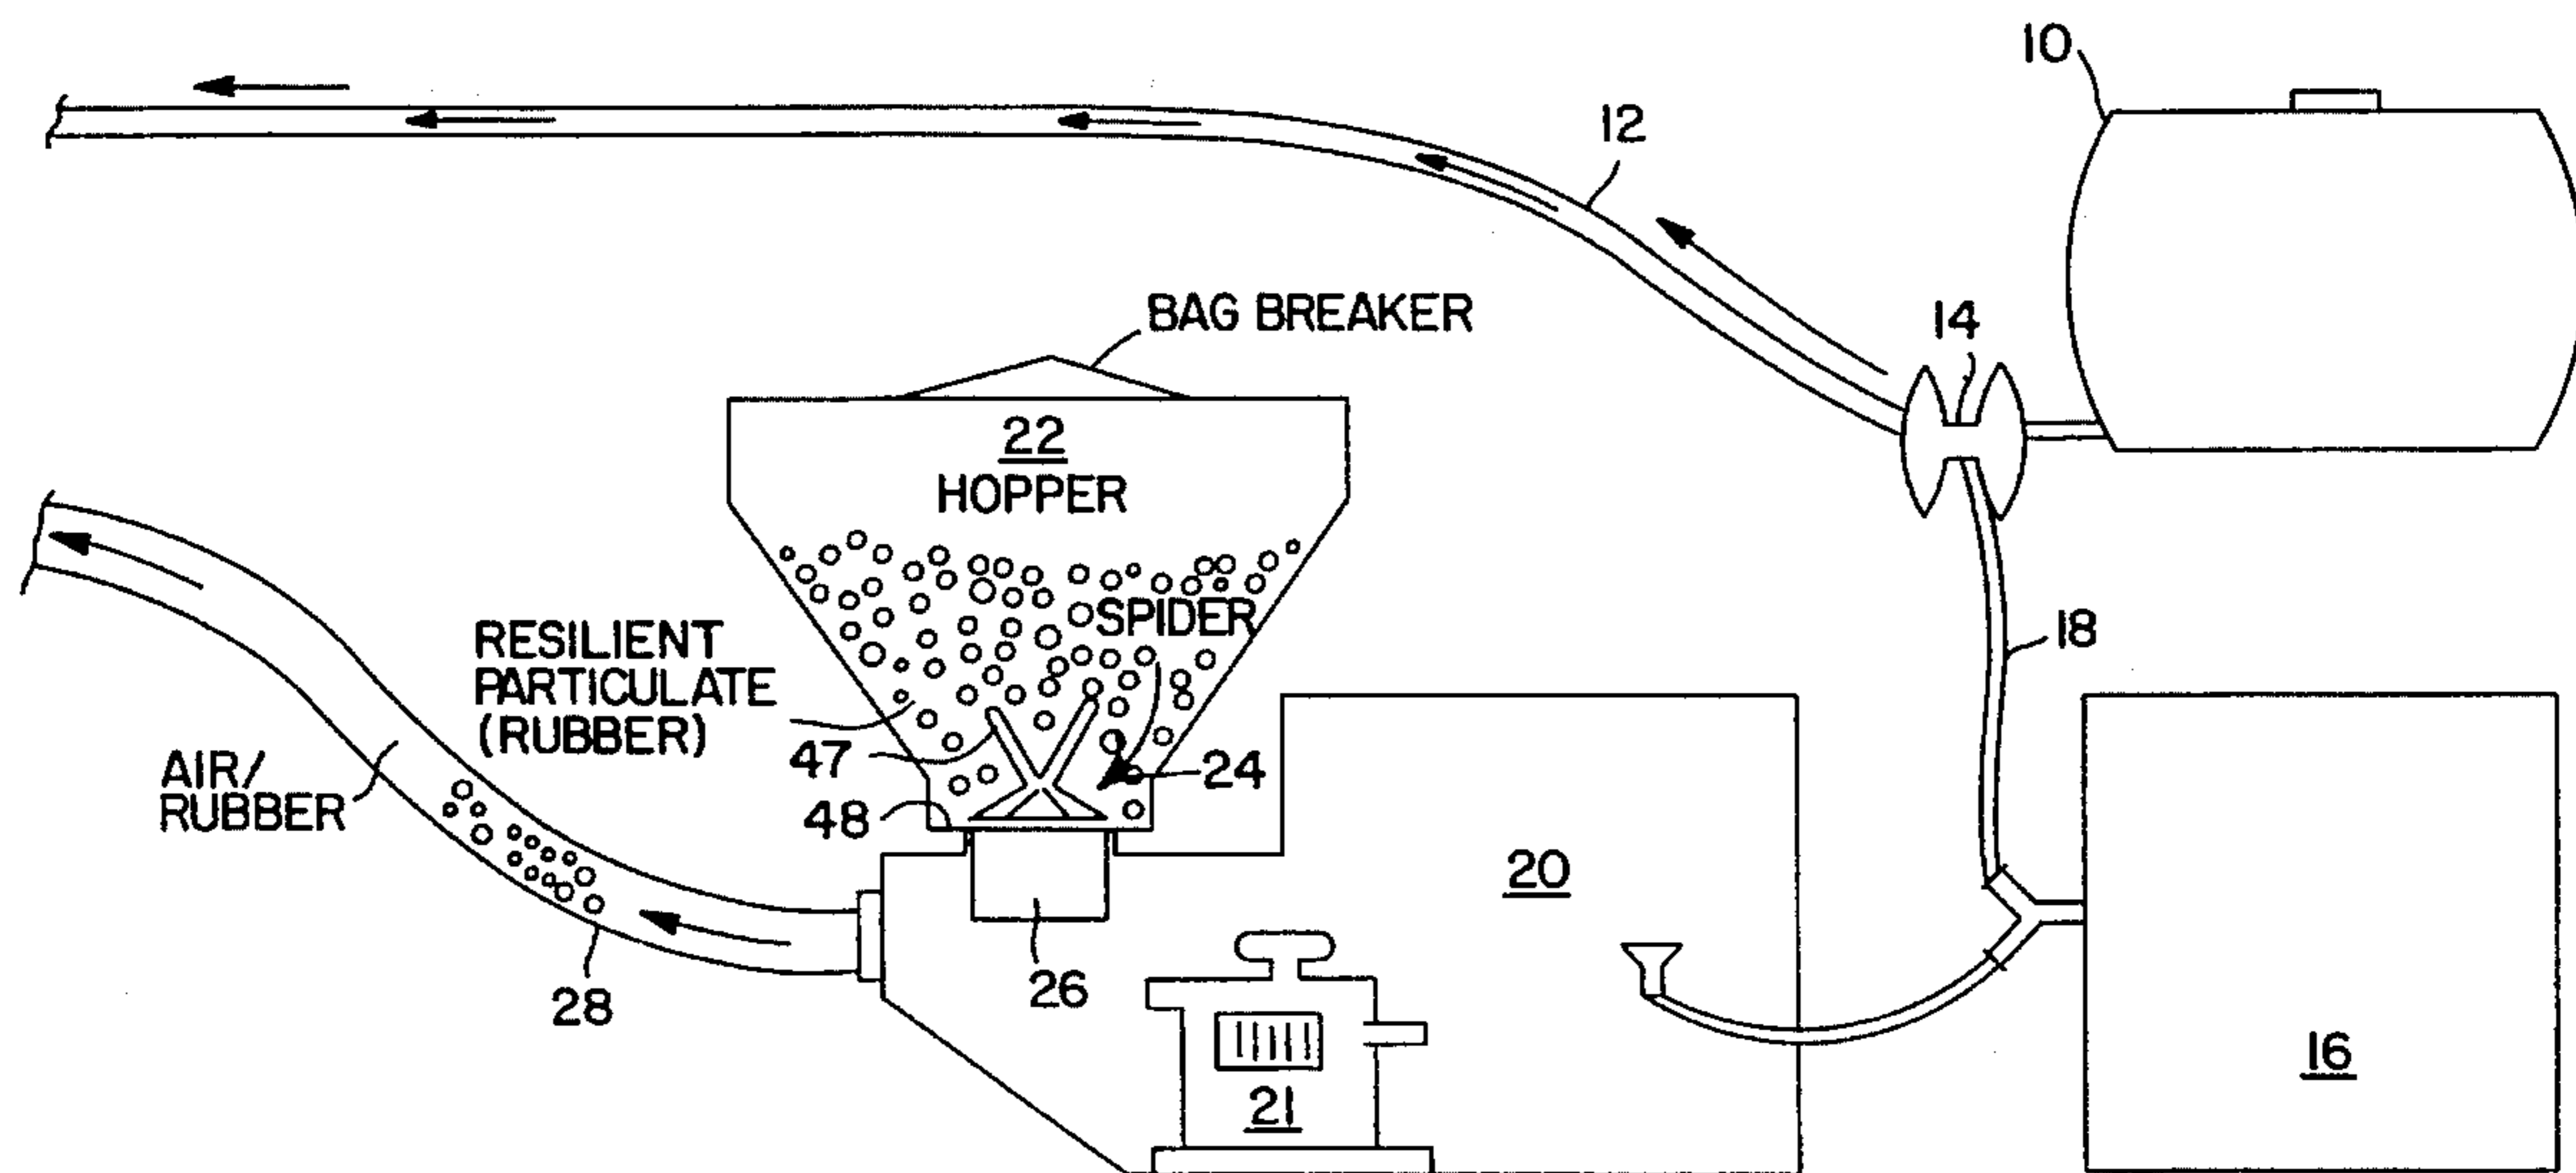 10
12
14
BAG BREAKER
22
HOPPER
SPIDER
RESILIENT
PARTICULATE
(RUBBER)
18
47
24
AIR/
RUBBER
48
20
26
28
16
21